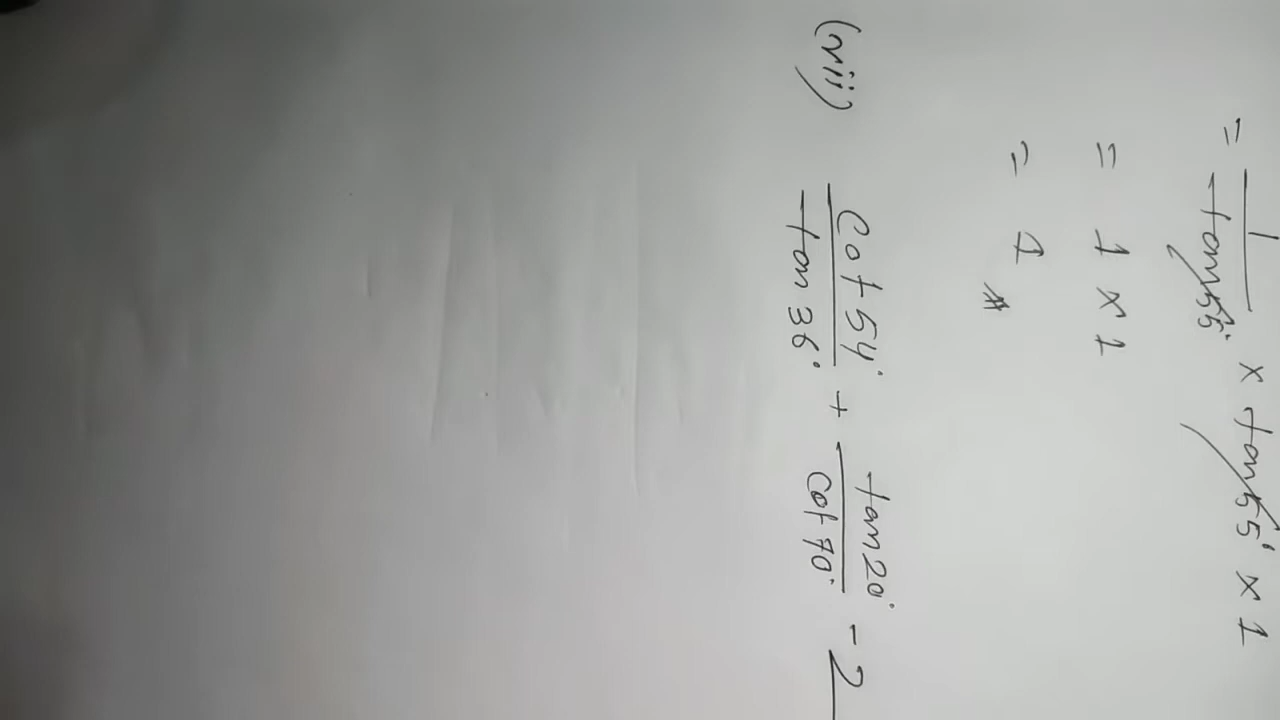 = 1/tan55° × tan55° × 1
= 1 × 1
= 1
(vii) Cot54°/tan36° + tan20°/Cot70° - 2